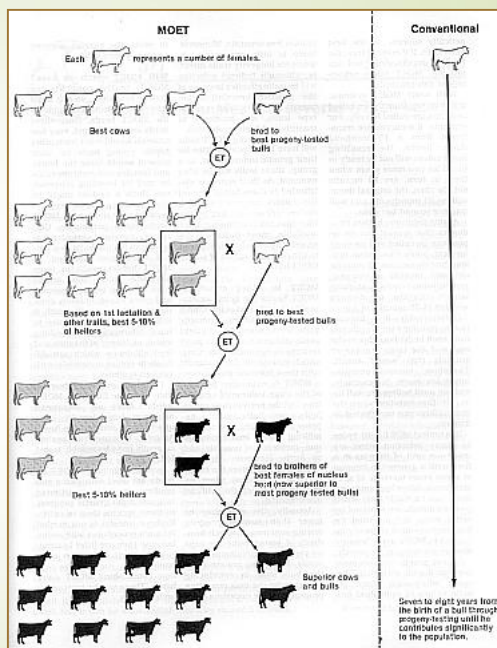 MOET
Conventional
Each represents a number of females.
Best cows
bred to
best progeny-tested
bulls
ET
X
Based on 1st lactation &
other traits, best 5-10%
of heifers
bred to best
progeny-tested bulls
ET
X
Best 5-10% heifers
bred to brothers of
best females of nucleus
herd (now superior to
most progeny tested bulls)
ET
Superior cows
and bulls
Seven to eight years from
the birth of a bull through
progeny-testing until he
contributes significantly
to the population.